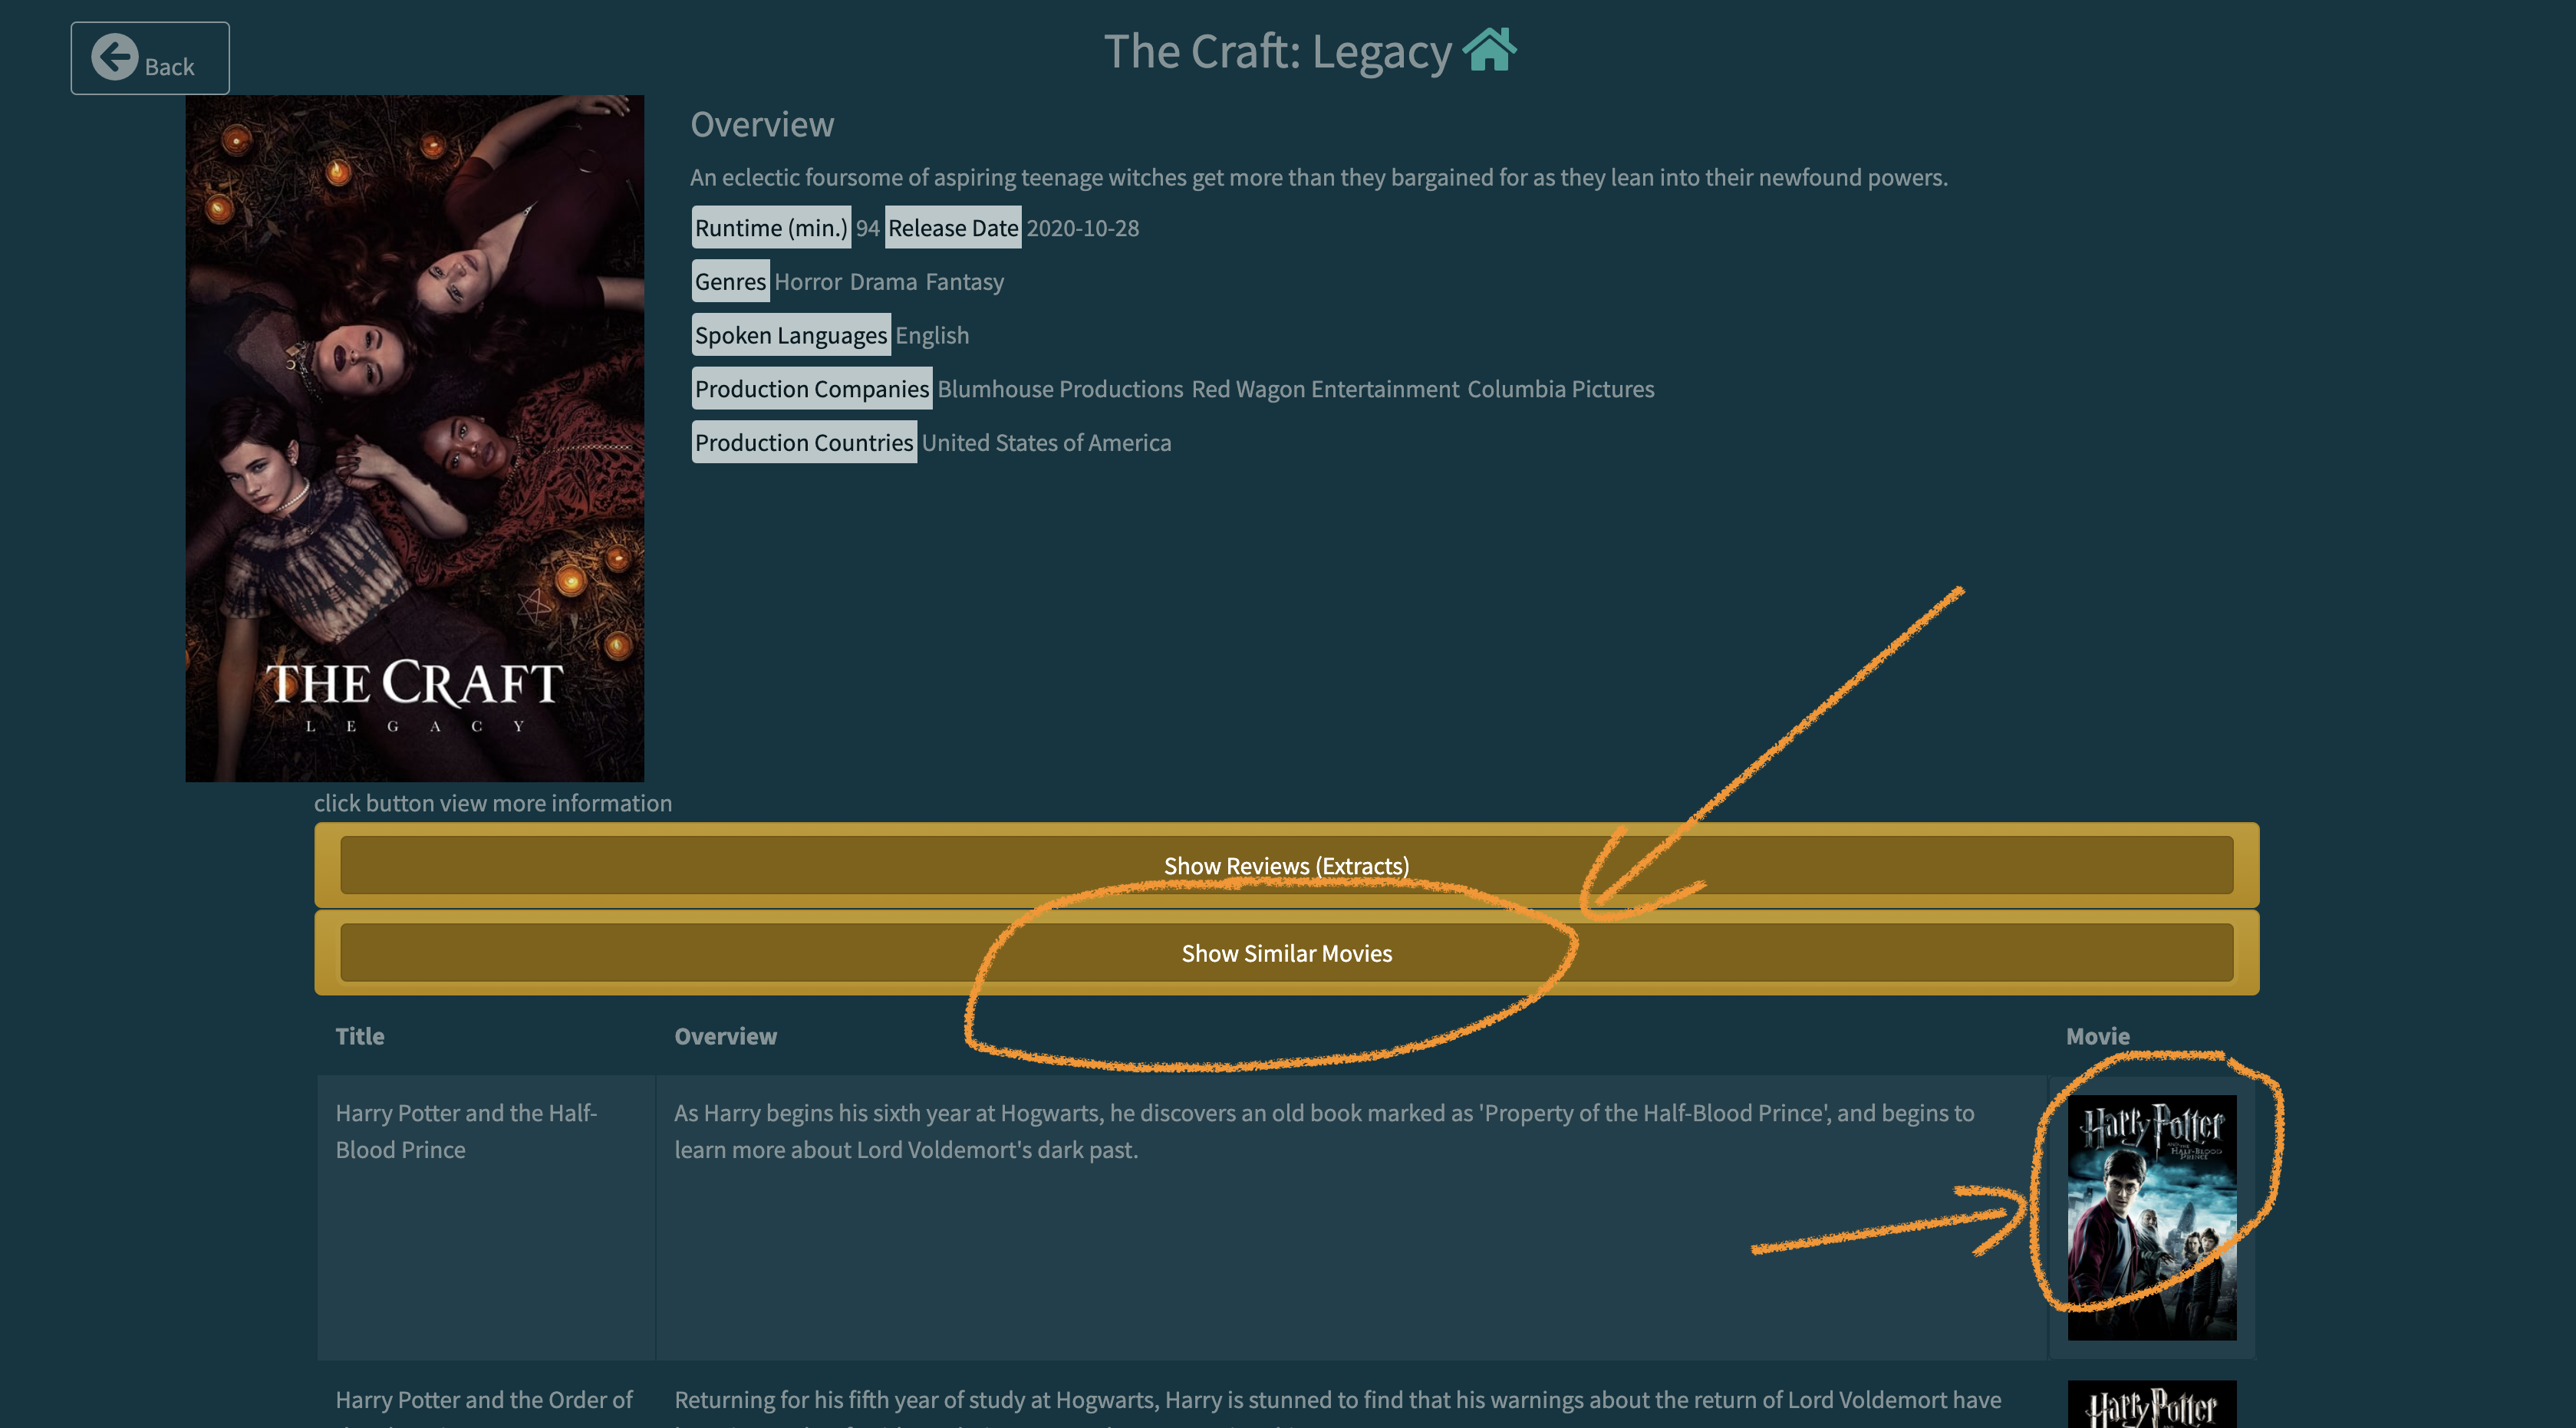 Back
The Craft: Legacy
Overview
An eclectic foursome of aspiring teenage witches get more than they bargained for as they lean into their newfound powers.
Runtime (min.) 94 Release Date 2020-10-28
Genres Horror Drama Fantasy
Spoken Languages English
Production Companies Blumhouse Productions Red Wagon Entertainment Columbia Pictures
Production Countries United States of America
THE CRAFT
LEGACY
click button view more information
Show Reviews (Extracts)
Show Similar Movies
Title Overview Movie
Harry Potter and the Half-
Blood Prince
As Harry begins his sixth year at Hogwarts, he discovers an old book marked as 'Property of the Half-Blood Prince', and begins to
learn more about Lord Voldemort's dark past.
Harry Potter
AND THE
HALF-BLOOD
PRINCE
Harry Potter and the Order of
Returning for his fifth year of study at Hogwarts, Harry is stunned to find that his warnings about the return of Lord Voldemort have
Harry Potter